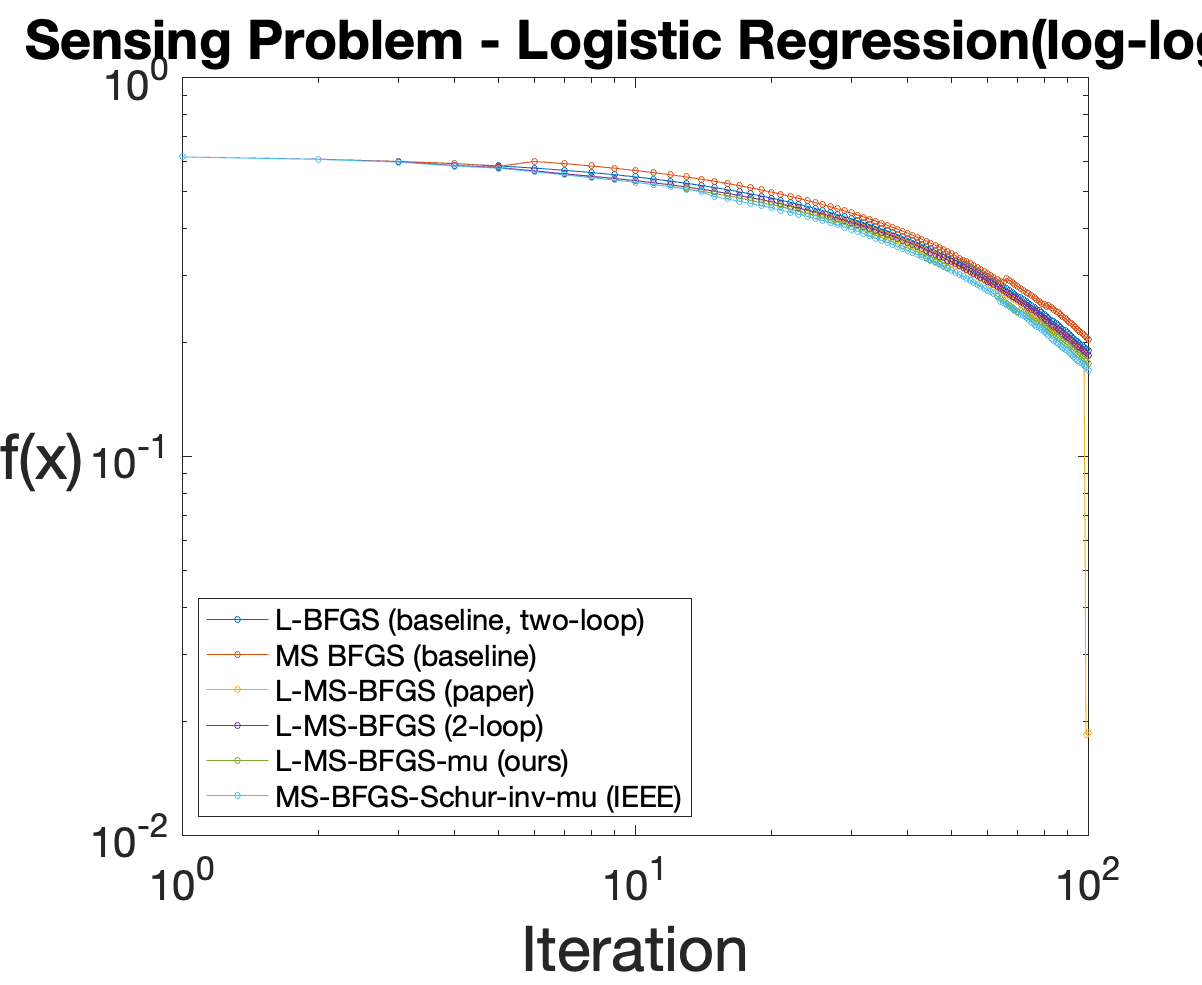 Sensing Problem - Logistic Regression(log-log
10^0
f(x)
10^-1
L-BFGS (baseline, two-loop)
MS BFGS (baseline)
L-MS-BFGS (paper)
L-MS-BFGS (2-loop)
L-MS-BFGS-mu (ours)
MS-BFGS-Schur-inv-mu (IEEE)
10^-2
10^0 10^1 10^2
Iteration